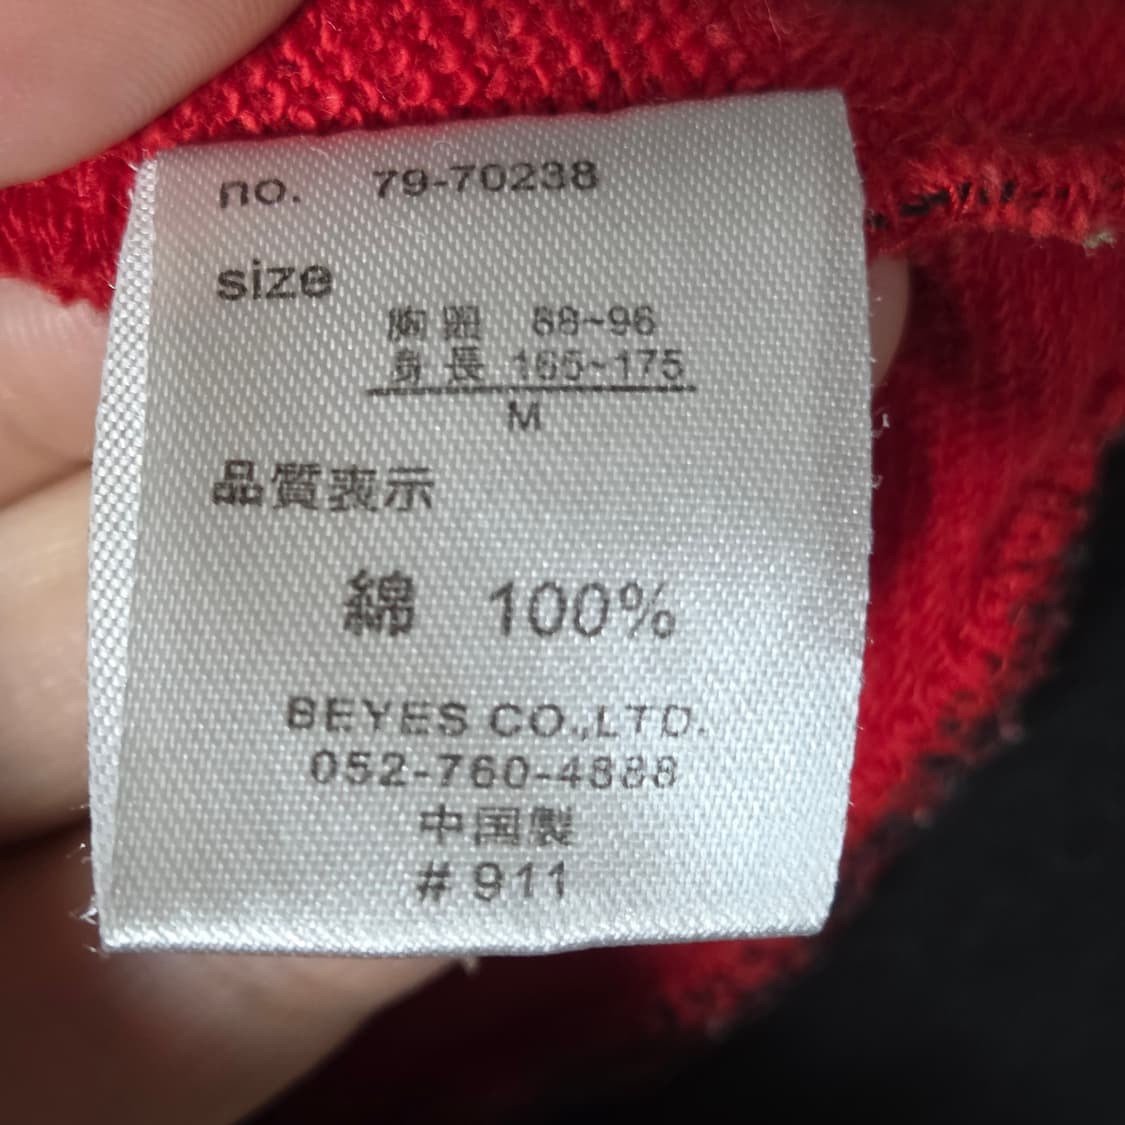 no. 79-70238
size
胸囲 88~96
身長 165~175
M
品質表示
綿 100%
BEYES CO.,LTD.
052-760-4888
中国製
# 911